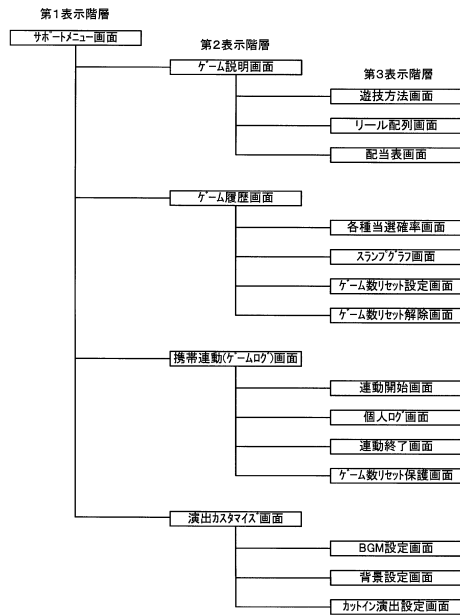 第1表示階層
サポートメニュー画面
第2表示階層
ゲーム説明画面
第3表示階層
遊技方法画面
リール配列画面
配当表画面
ゲーム履歴画面
各種当選確率画面
スランプグラフ画面
ゲーム数リセット設定画面
ゲーム数リセット解除画面
携帯連動(ゲームログ)画面
連動開始画面
個人ログ画面
連動終了画面
ゲーム数リセット保護画面
演出カスタマイズ画面
BGM設定画面
背景設定画面
カットイン演出設定画面